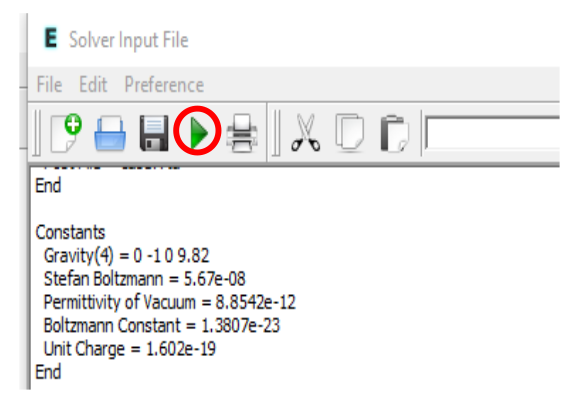 E Solver Input File
File Edit Preference
End
Constants
Gravity(4) = 0 -1 0 9.82
Stefan Boltzmann = 5.67e-08
Permittivity of Vacuum = 8.8542e-12
Boltzmann Constant = 1.3807e-23
Unit Charge = 1.602e-19
End